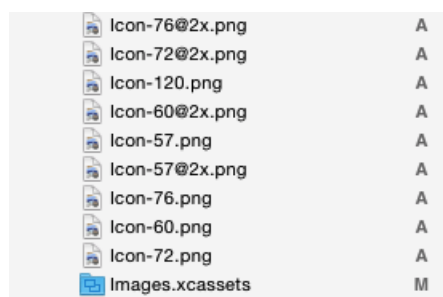 Icon-76@2x.png A
Icon-72@2x.png A
Icon-120.png A
Icon-60@2x.png A
Icon-57.png A
Icon-57@2x.png A
Icon-76.png A
Icon-60.png A
Icon-72.png A
Images.xcassets M